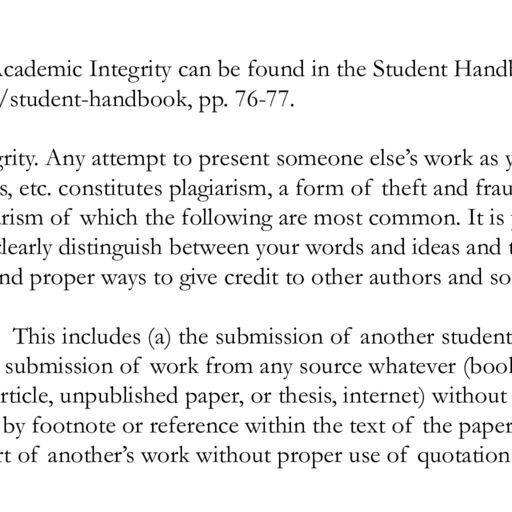 Academic Integrity can be found in the Student Handb
/student-handbook, pp. 76-77.
grity. Any attempt to present someone else's work as y
s, etc. constitutes plagiarism, a form of theft and frau
arism of which the following are most common. It is
clearly distinguish between your words and ideas and t
nd proper ways to give credit to other authors and so
This includes (a) the submission of another student
submission of work from any source whatever (boo
rticle, unpublished paper, or thesis, internet) without
by footnote or reference within the text of the paper
rt of another's work without proper use of quotation